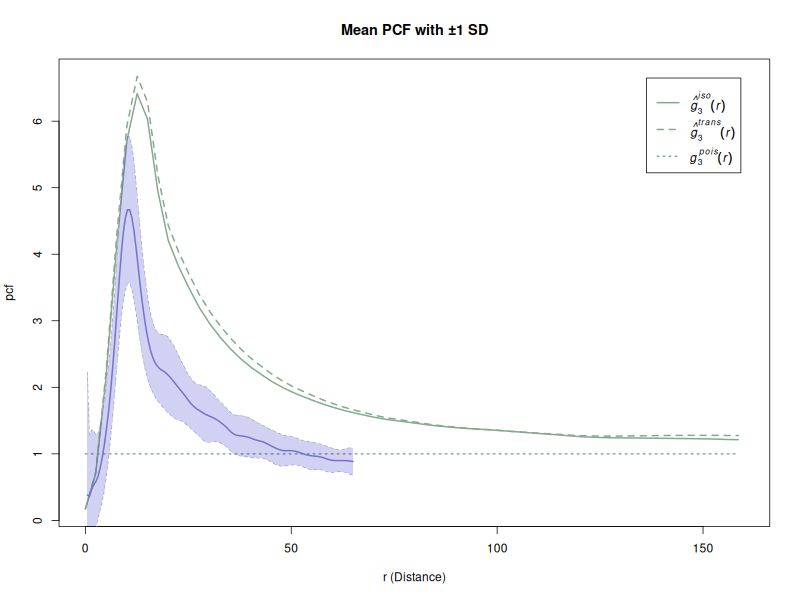 Mean PCF with ±1 SD
ĝ₃ⁱˢᵒ(r)
ĝ₃ᵗʳᵃⁿˢ(r)
g₃ᵖᵒⁱˢ(r)
pcf
0 1 2 3 4 5 6
0 50 100 150
r (Distance)